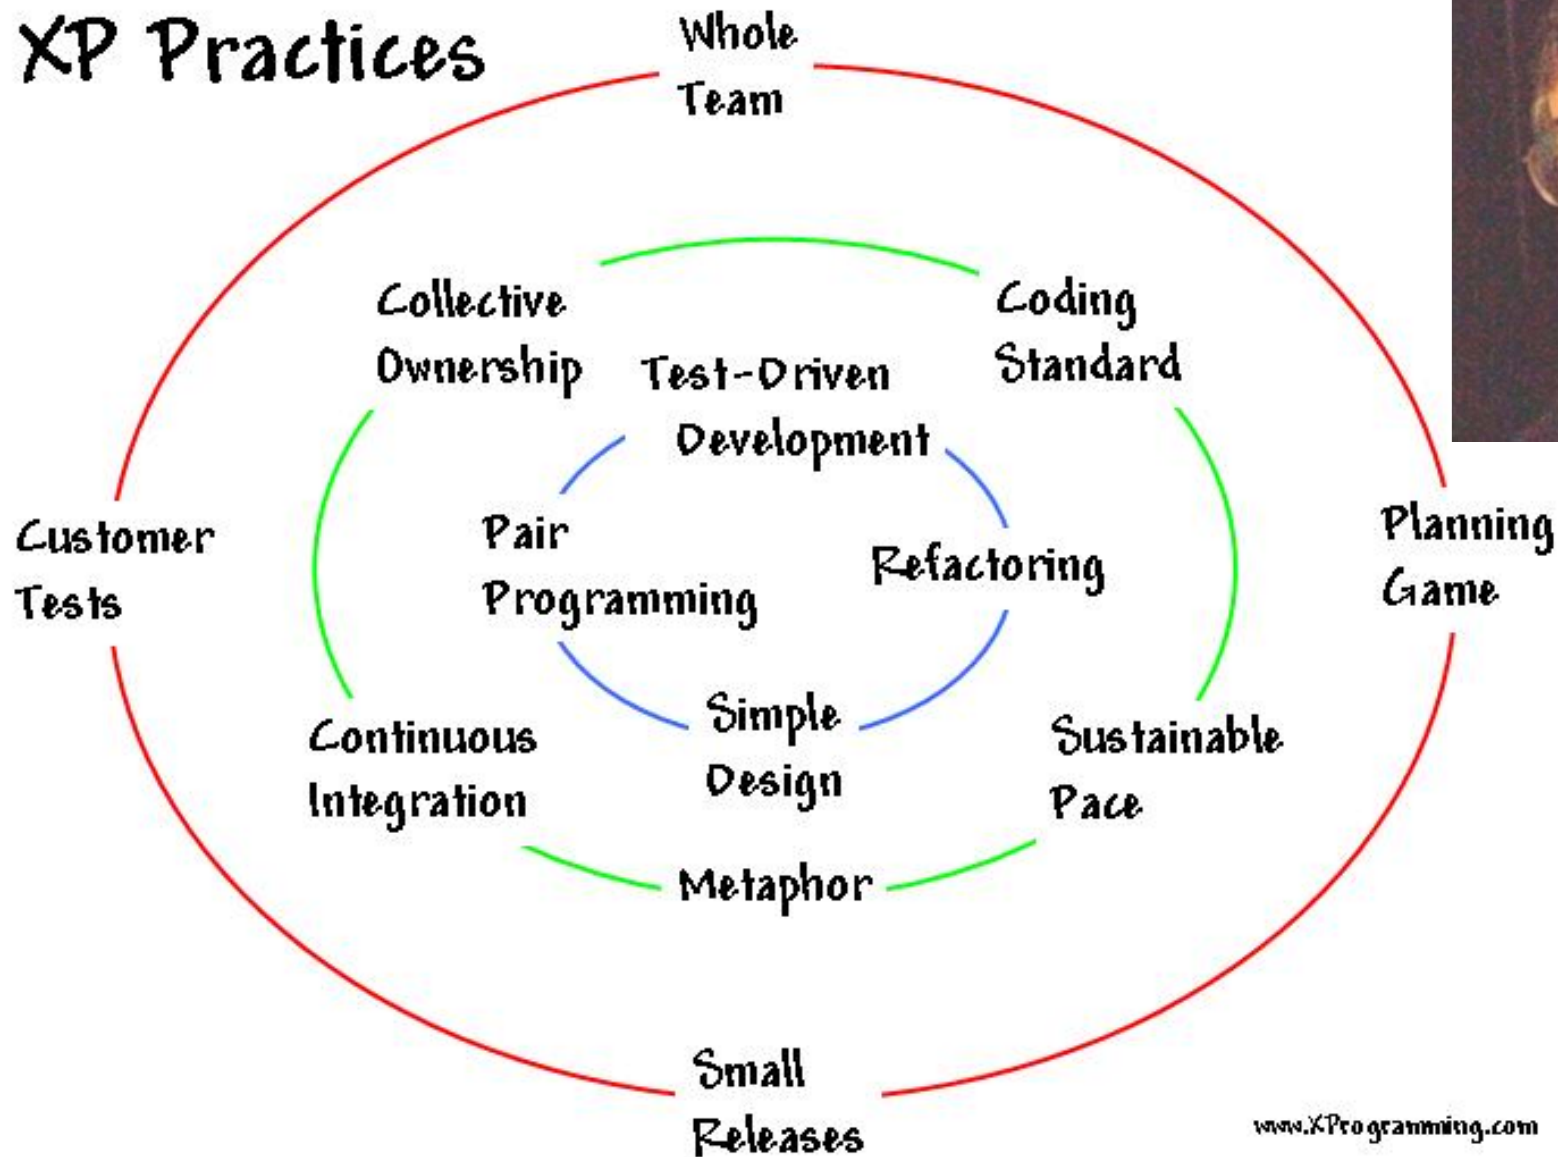 XP Practices
Whole
Team
Collective
Ownership
Coding
Standard
Test-Driven
Development
Customer
Tests
Pair
Programming
Refactoring
Planning
Game
Continuous
Integration
Simple
Design
Sustainable
Pace
Metaphor
Small
Releases
www.XProgramming.com